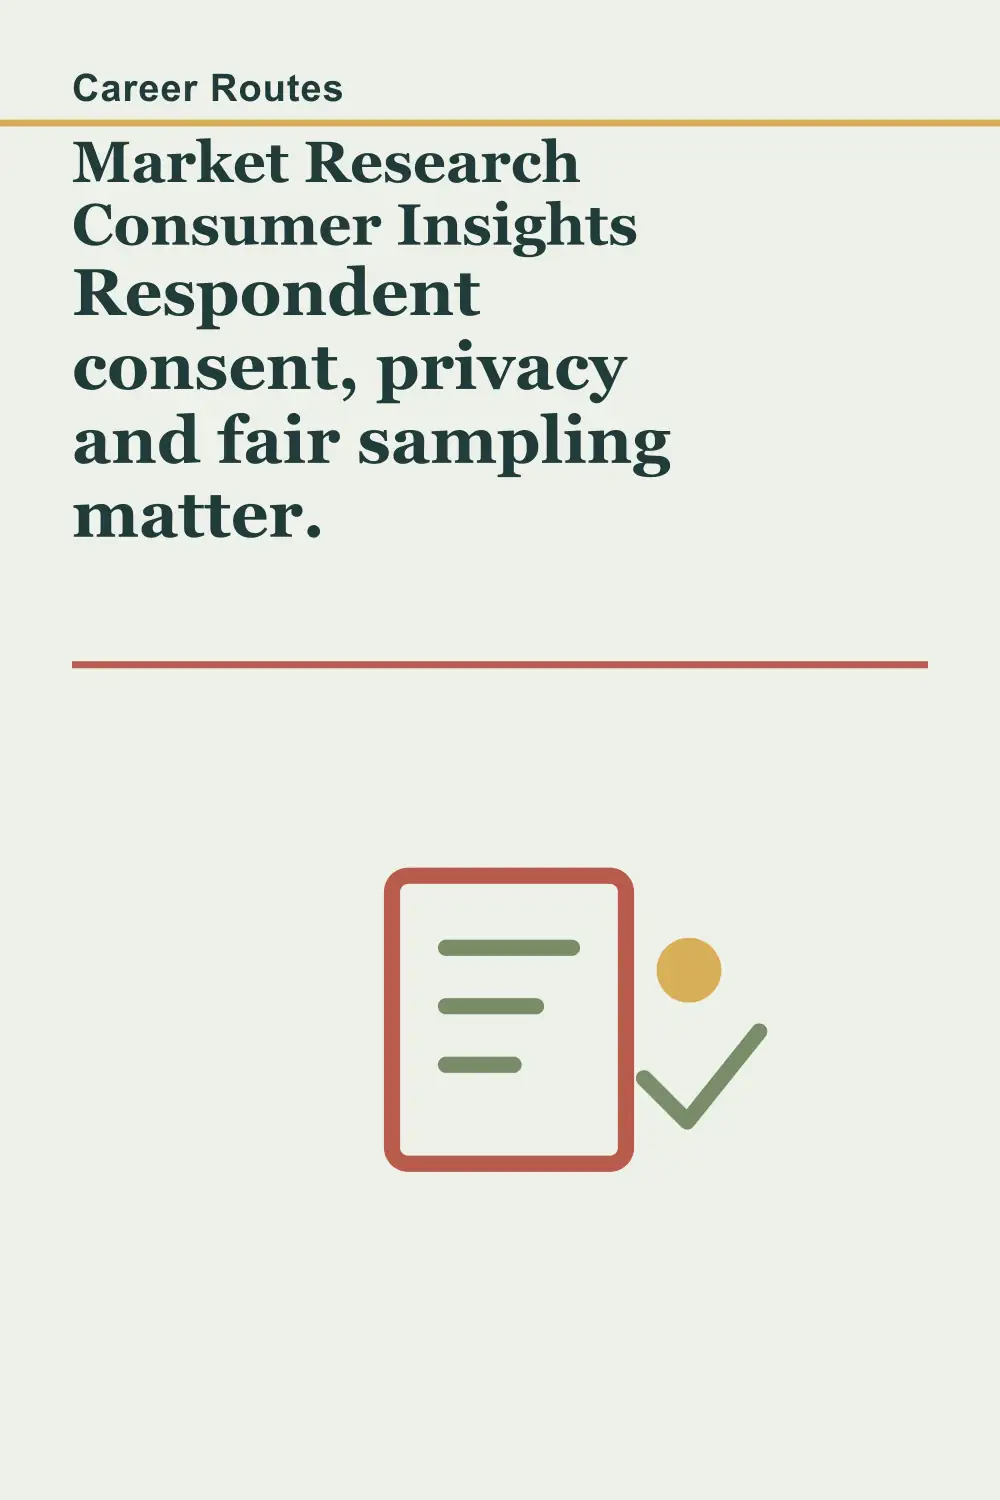 Career Routes
Market Research
Consumer Insights
Respondent
consent, privacy
and fair sampling
matter.